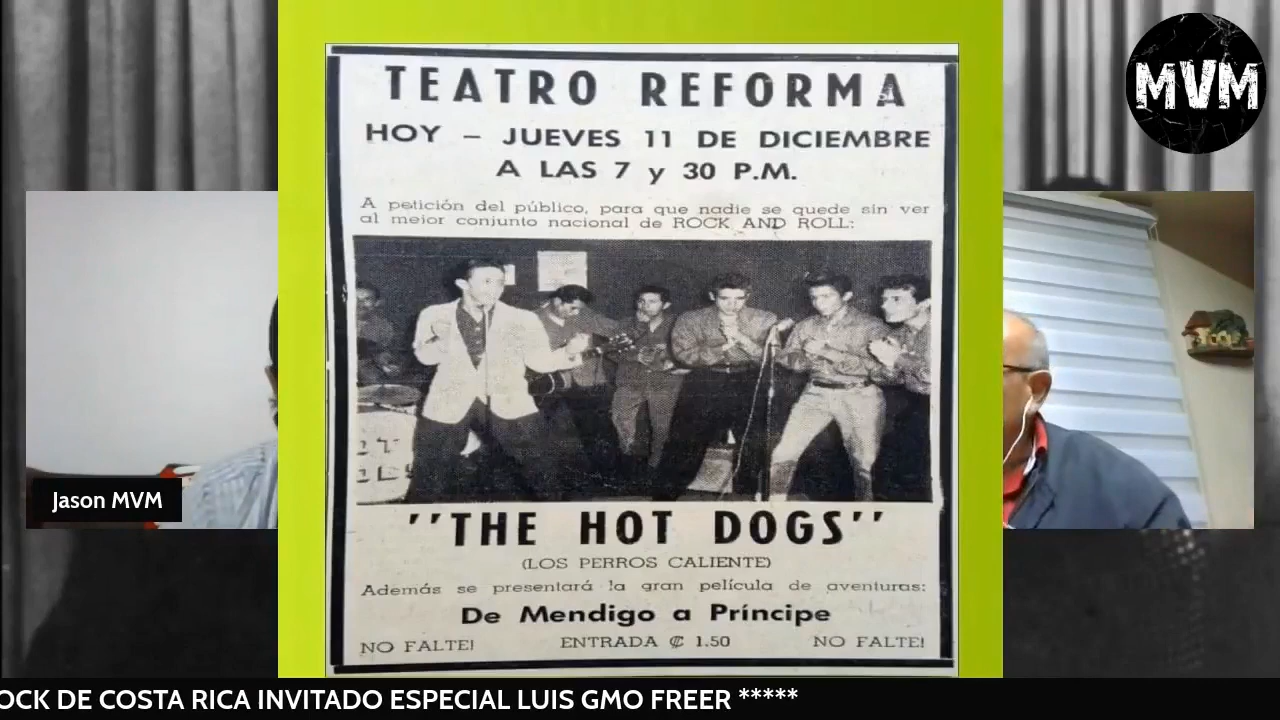 TEATRO REFORMA
HOY – JUEVES 11 DE DICIEMBRE
A LAS 7 y 30 P.M.
A petición del público, para que nadie se quede sin ver
al mejor conjunto nacional de ROCK AND ROLL:
''THE HOT DOGS''
(LOS PERROS CALIENTE)
Además se presentará la gran película de aventuras:
De Mendigo a Príncipe
NO FALTE! ENTRADA ₡ 1.50 NO FALTE!
MVM
Jason MVM
OCK DE COSTA RICA INVITADO ESPECIAL LUIS GMO FREER *****